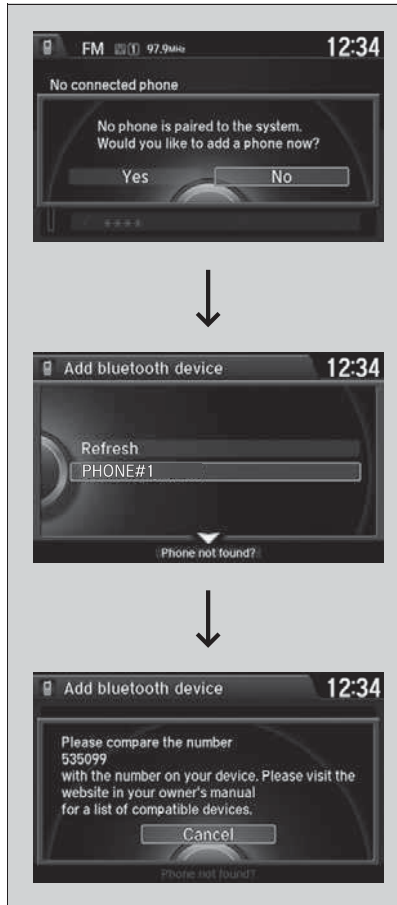 FM 97.9MHz 12:34
No connected phone
No phone is paired to the system.
Would you like to add a phone now?
Yes No
Add bluetooth device 12:34
Refresh
PHONE#1
Phone not found?
Add bluetooth device 12:34
Please compare the number
535099
with the number on your device. Please visit the
website in your owner's manual
for a list of compatible devices.
Cancel
Phone not found?